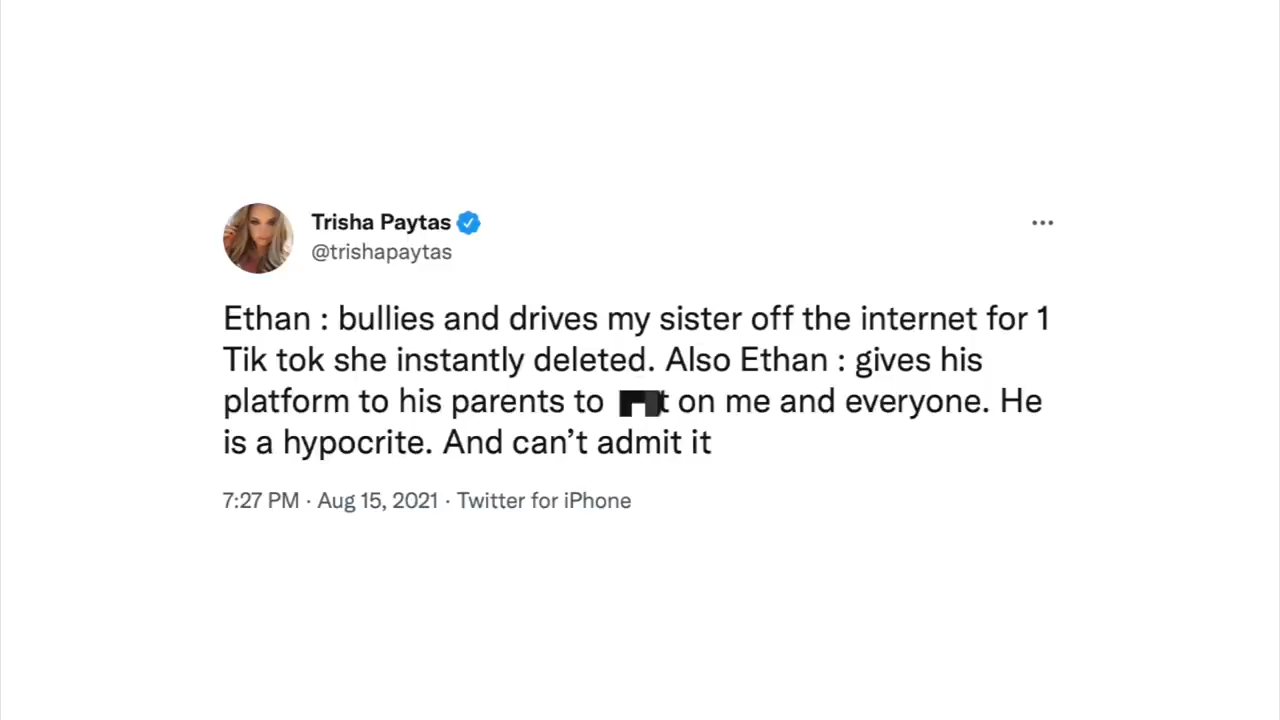 Trisha Paytas
@trishapaytas
Ethan : bullies and drives my sister off the internet for 1
Tik tok she instantly deleted. Also Ethan : gives his
platform to his parents to on me and everyone. He
is a hypocrite. And can’t admit it
7:27 PM · Aug 15, 2021 · Twitter for iPhone